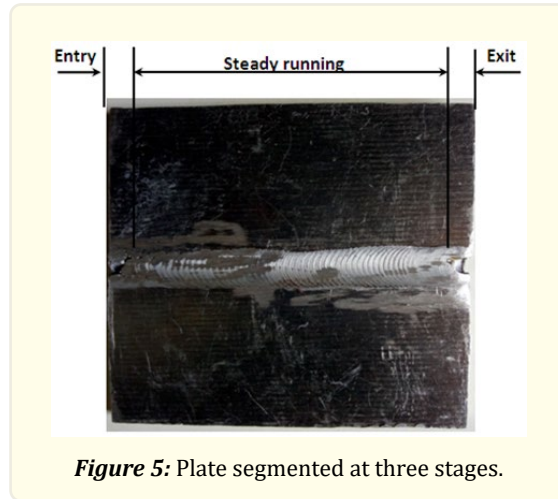 Entry
Steady running
Exit
Figure 5: Plate segmented at three stages.